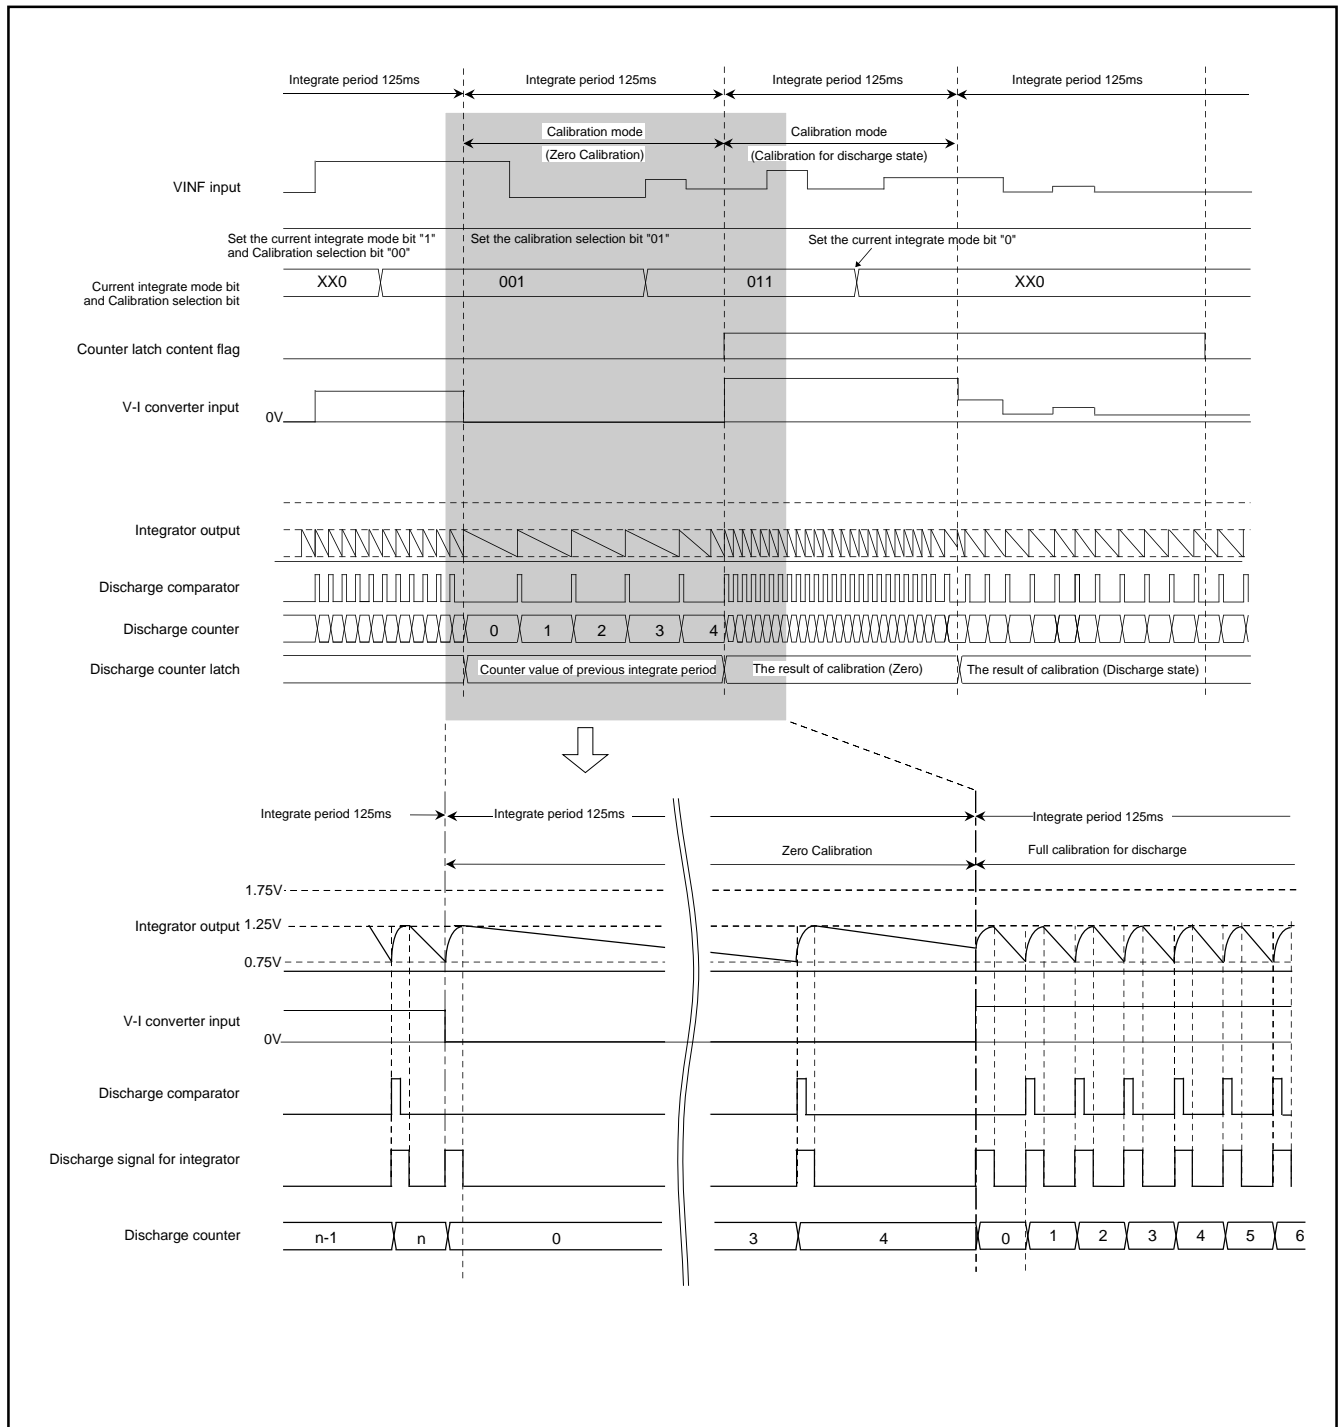 Integrate period 125ms Integrate period 125ms Integrate period 125ms Integrate period 125ms
Calibration mode
(Zero Calibration)
Calibration mode
(Calibration for discharge state)
VINF input
Set the current integrate mode bit "1"
and Calibration selection bit "00"
Set the calibration selection bit "01"
Set the current integrate mode bit "0"
Current integrate mode bit
and Calibration selection bit
XX0 001 011 XX0
Counter latch content flag
V-I converter input
0V
Integrator output
Discharge comparator
Discharge counter 0 1 2 3 4
Discharge counter latch Counter value of previous integrate period The result of calibration (Zero) The result of calibration (Discharge state)
Integrate period 125ms Integrate period 125ms Integrate period 125ms
Zero Calibration Full calibration for discharge
1.75V
Integrator output 1.25V
0.75V
V-I converter input
0V
Discharge comparator
Discharge signal for integrator
Discharge counter n-1 n 0 3 4 0 1 2 3 4 5 6